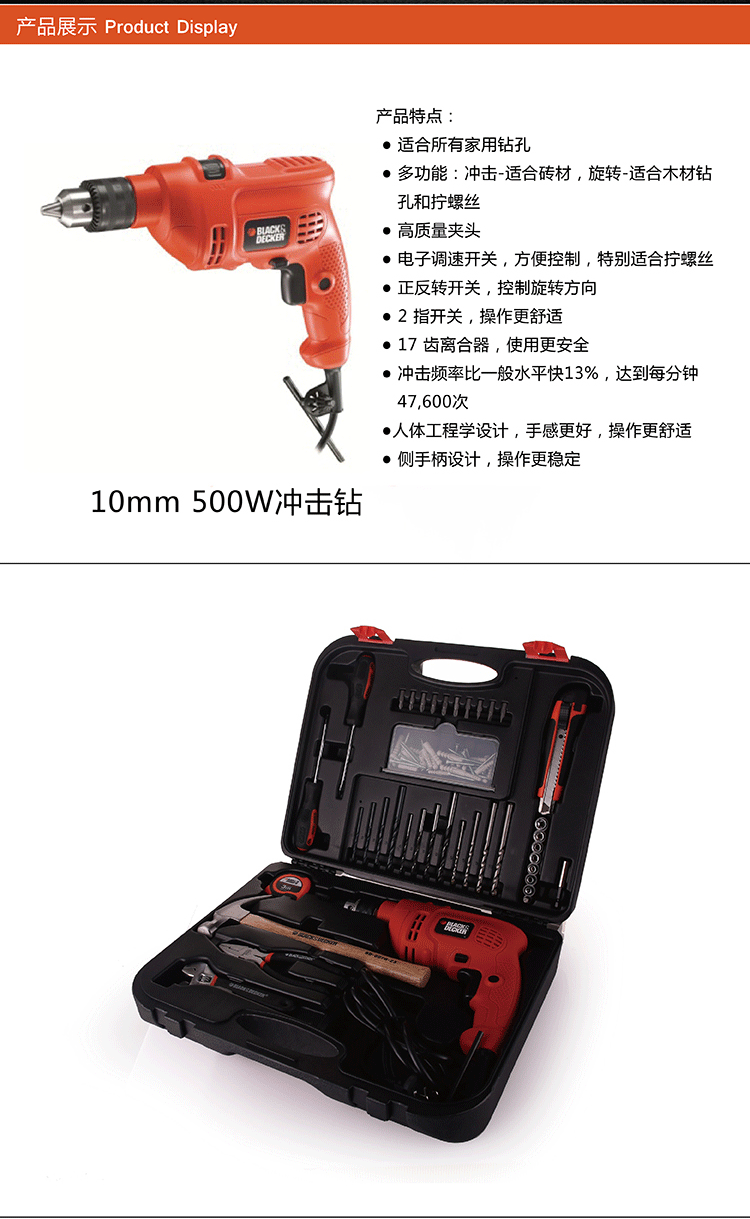 产品展示 Product Display
产品特点：
● 适合所有家用钻孔
● 多功能：冲击-适合砖材，旋转-适合木材钻
孔和拧螺丝
● 高质量夹头
● 电子调速开关，方便控制，特别适合拧螺丝
● 正反转开关，控制旋转方向
● 2 指开关，操作更舒适
● 17 齿离合器，使用更安全
● 冲击频率比一般水平快13%，达到每分钟
47,600次
●人体工程学设计，手感更好，操作更舒适
● 侧手柄设计，操作更稳定
BLACK&
DECKER
10mm 500W冲击钻
BLACK&
DECKER